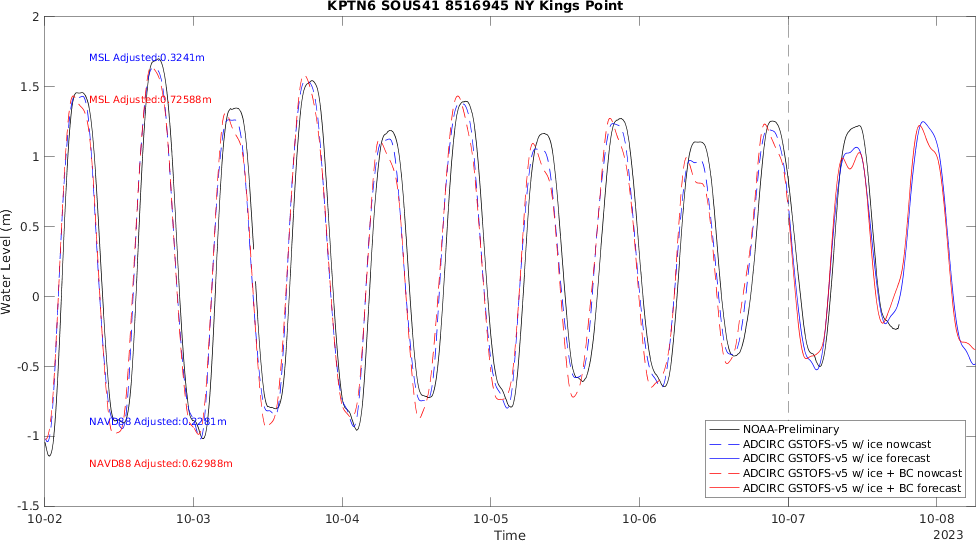 KPTN6 SOUS41 8516945 NY Kings Point
Water Level (m)
2
1.5
1
0.5
0
-0.5
-1
-1.5
MSL Adjusted:0.3241m
MSL Adjusted:0.72588m
NAVD88 Adjusted:0.2281m
NAVD88 Adjusted:0.62988m
NOAA-Preliminary
ADCIRC GSTOFS-v5 w/ ice nowcast
ADCIRC GSTOFS-v5 w/ ice forecast
ADCIRC GSTOFS-v5 w/ ice + BC nowcast
ADCIRC GSTOFS-v5 w/ ice + BC forecast
10-02 10-03 10-04 10-05 10-06 10-07 10-08
Time
2023